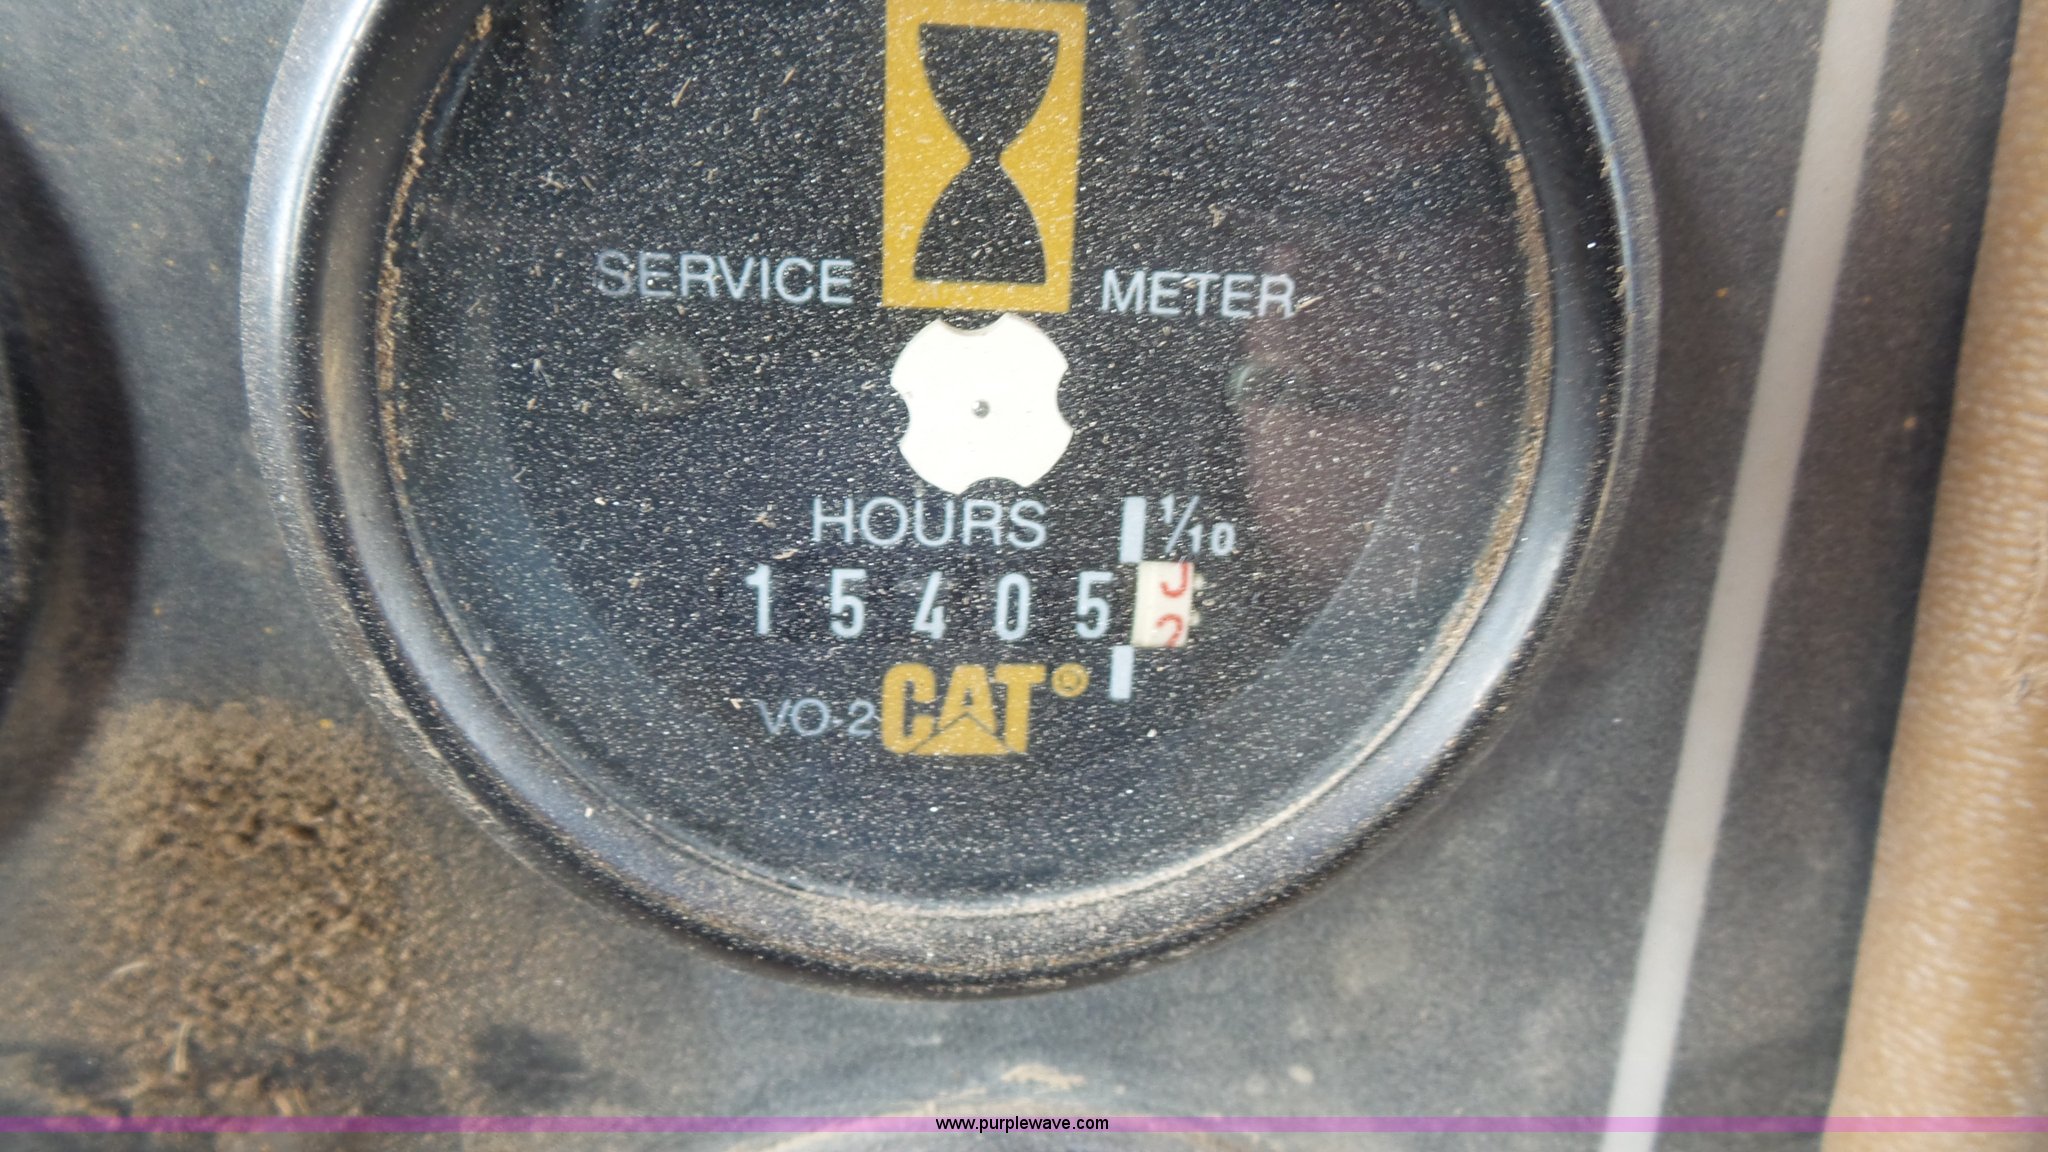 SERVICE METER
HOURS 1/10
15405
VO-2 CAT®
www.purplewave.com